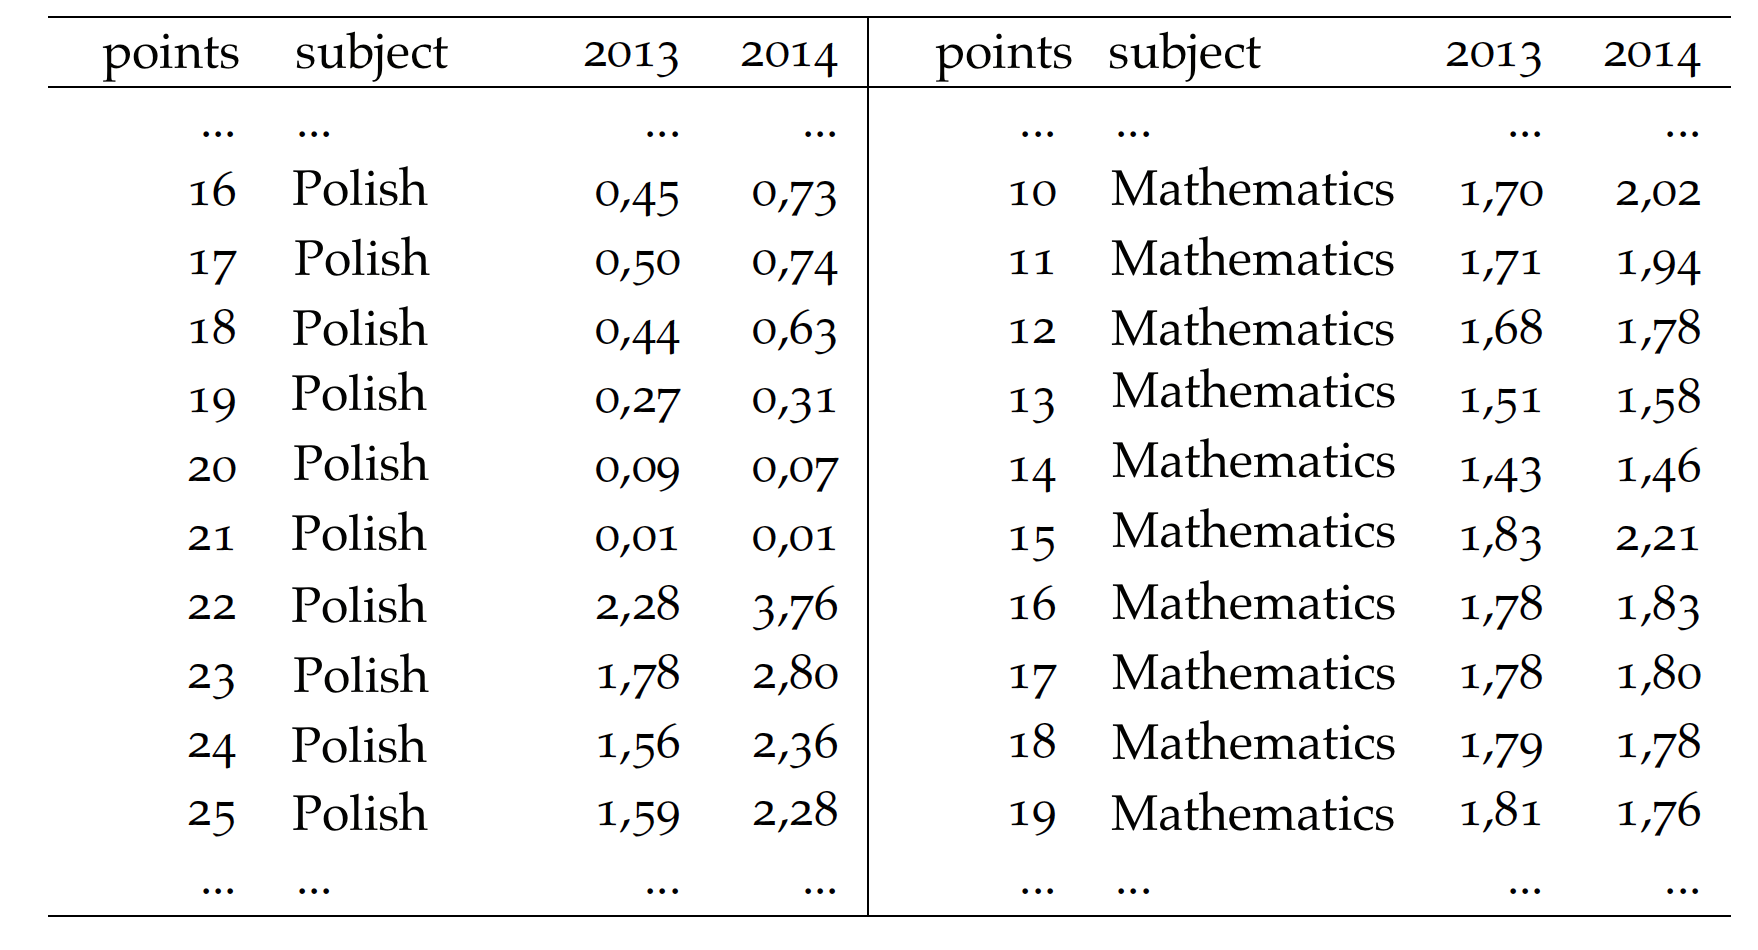 points subject 2013 2014 points subject 2013 2014
... ... ... ... ... ... ... ...
16 Polish 0,45 0,73 10 Mathematics 1,70 2,02
17 Polish 0,50 0,74 11 Mathematics 1,71 1,94
18 Polish 0,44 0,63 12 Mathematics 1,68 1,78
19 Polish 0,27 0,31 13 Mathematics 1,51 1,58
20 Polish 0,09 0,07 14 Mathematics 1,43 1,46
21 Polish 0,01 0,01 15 Mathematics 1,83 2,21
22 Polish 2,28 3,76 16 Mathematics 1,78 1,83
23 Polish 1,78 2,80 17 Mathematics 1,78 1,80
24 Polish 1,56 2,36 18 Mathematics 1,79 1,78
25 Polish 1,59 2,28 19 Mathematics 1,81 1,76
... ... ... ... ... ... ... ...